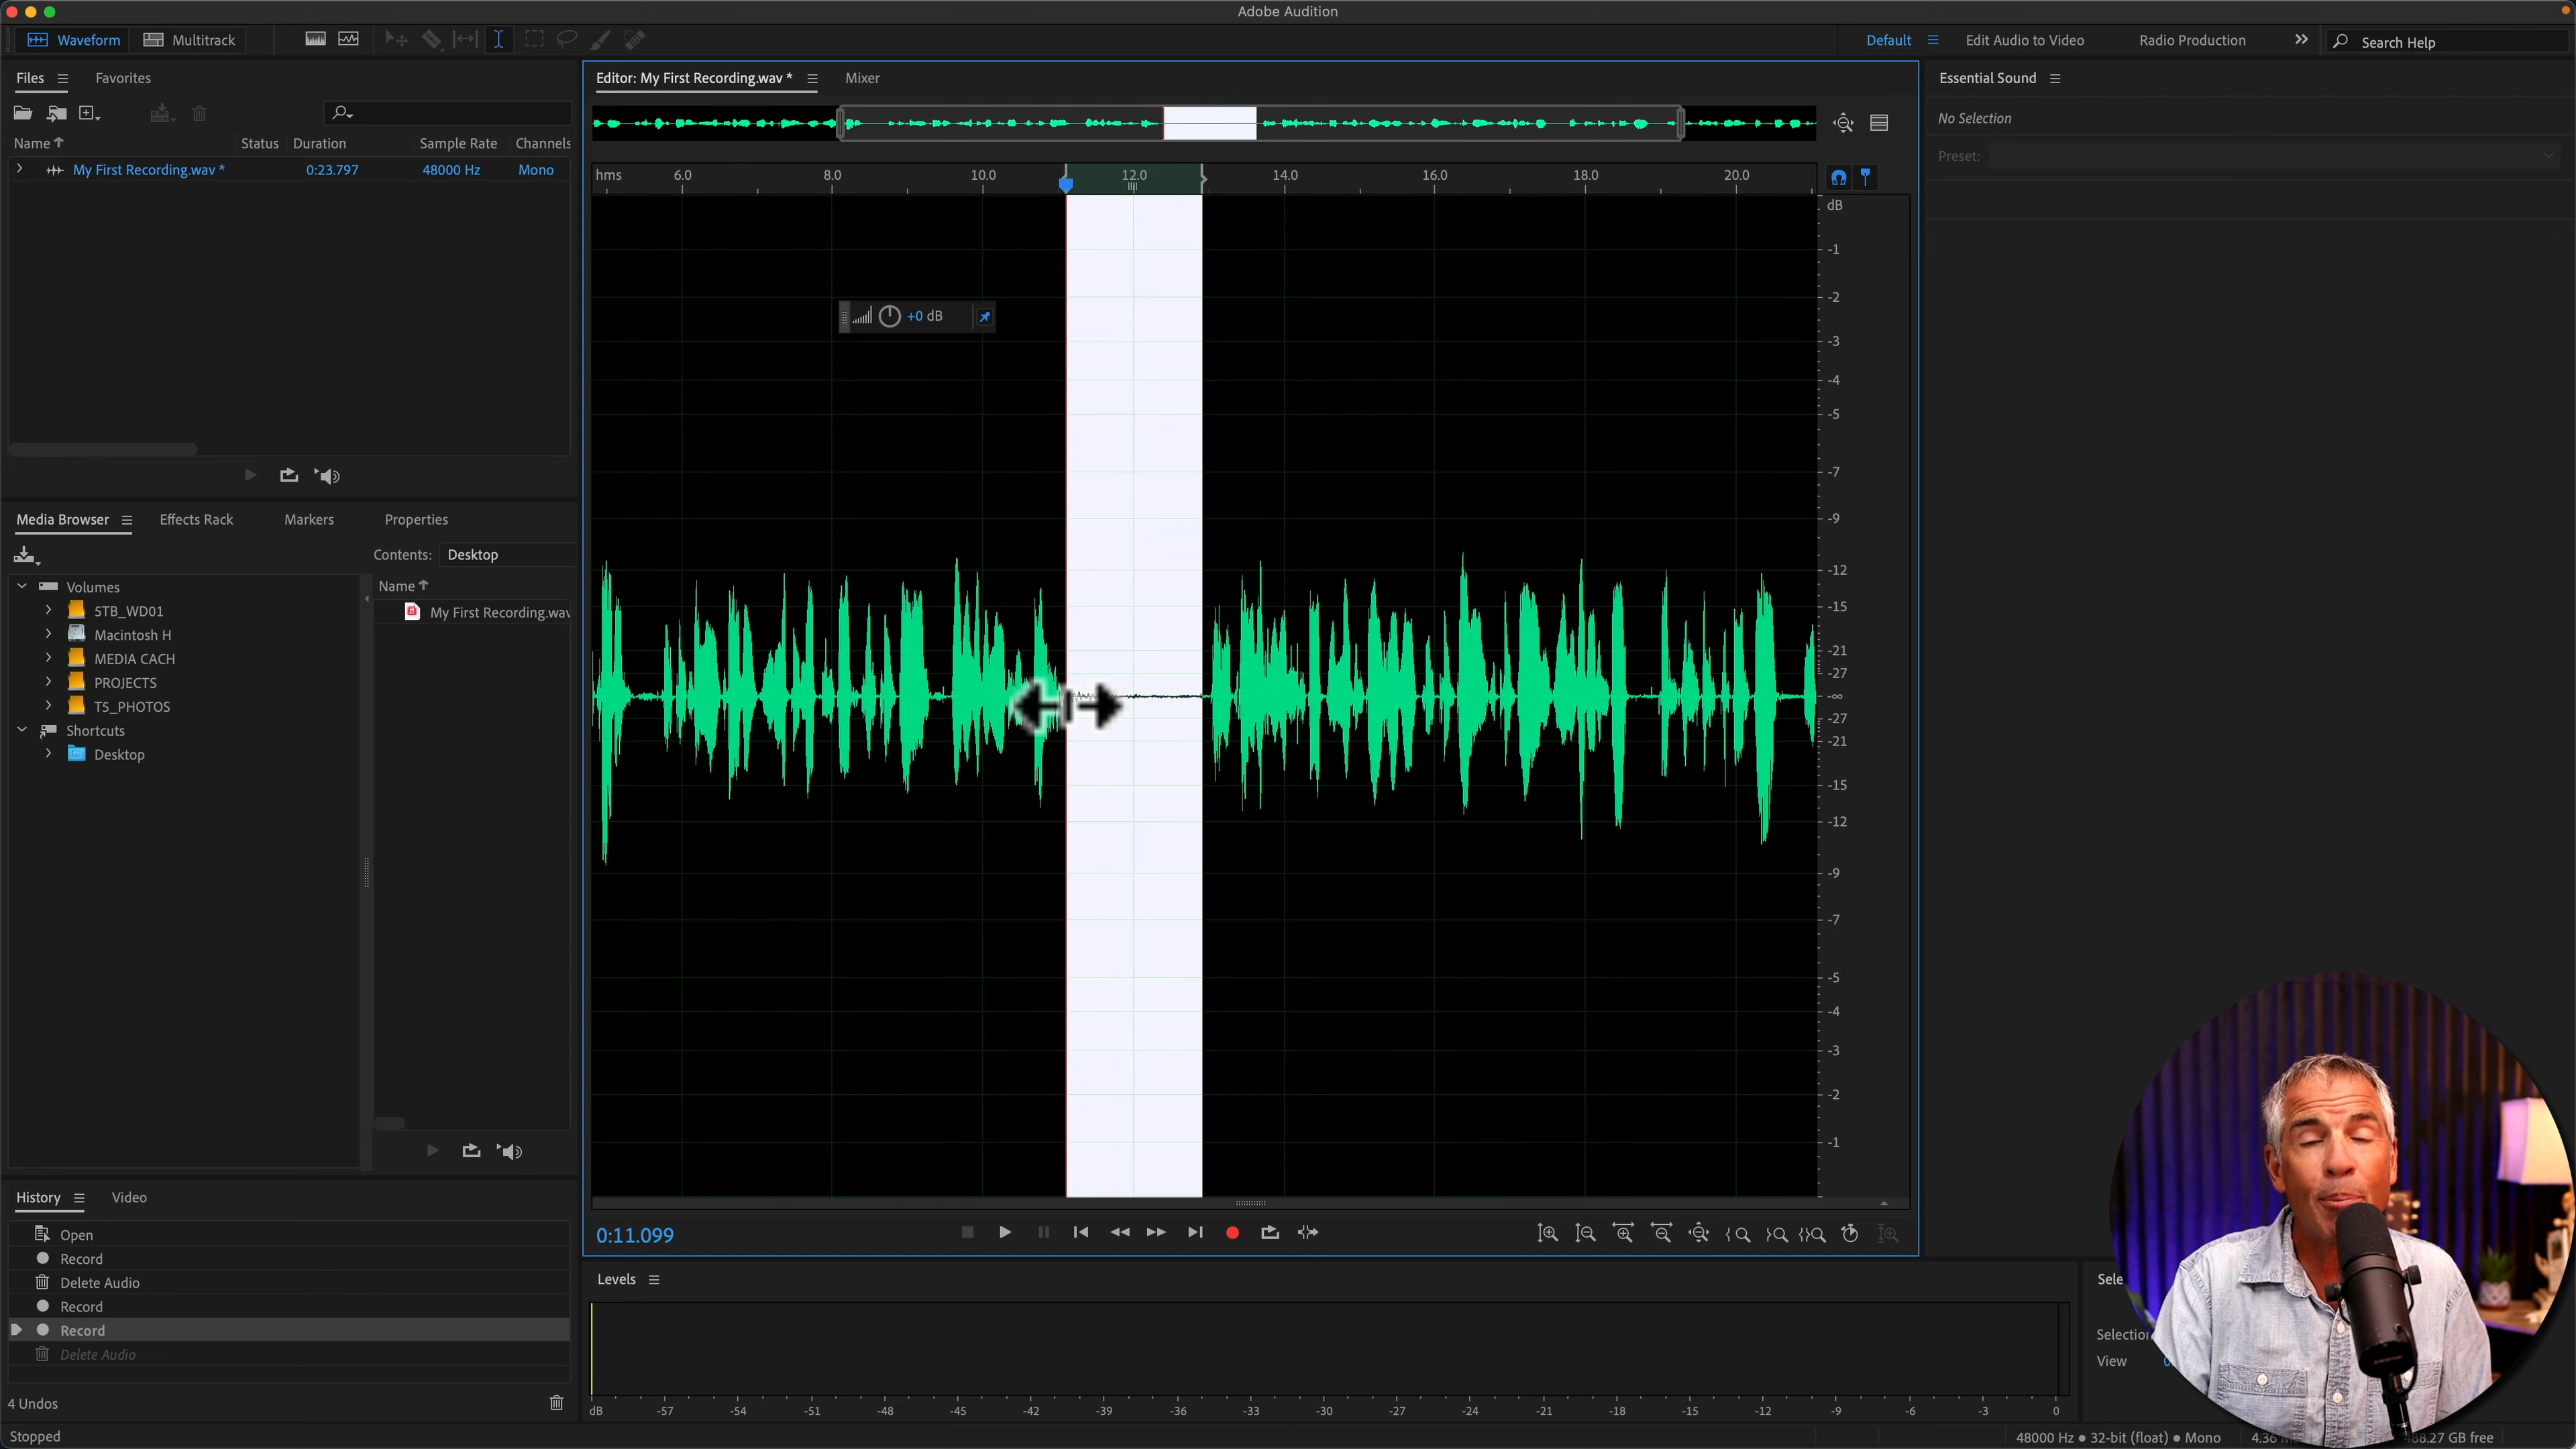 Adobe Audition
Waveform Multitrack Default Edit Audio to Video Radio Production Search Help
Files Favorites
Name Status Duration Sample Rate Channels
My First Recording.wav * 0:23.797 48000 Hz Mono
Editor: My First Recording.wav * Mixer
hms 6.0 8.0 10.0 12.0 14.0 16.0 18.0 20.0
+0 dB
dB
-1
-2
-3
-4
-5
-7
-9
-12
-15
-21
-27
-∞
-27
-21
-15
-12
-9
-7
-5
-4
-3
-2
-1
Essential Sound
No Selection
Preset:
Media Browser Effects Rack Markers Properties
Contents: Desktop
Volumes
5TB_WD01
Macintosh H
MEDIA CACH
PROJECTS
T5_PHOTOS
Shortcuts
Desktop
Name
My First Recording.wav
History Video
Open
Record
Delete Audio
Record
Record
Delete Audio
4 Undos
Stopped
0:11.099
Levels
dB -57 -54 -51 -48 -45 -42 -39 -36 -33 -30 -27 -24 -21 -18 -15 -12 -9 -6 -3 0
Sele
Selection
View
48000 Hz ● 32-bit (float) ● Mono 4.36 88.27 GB free